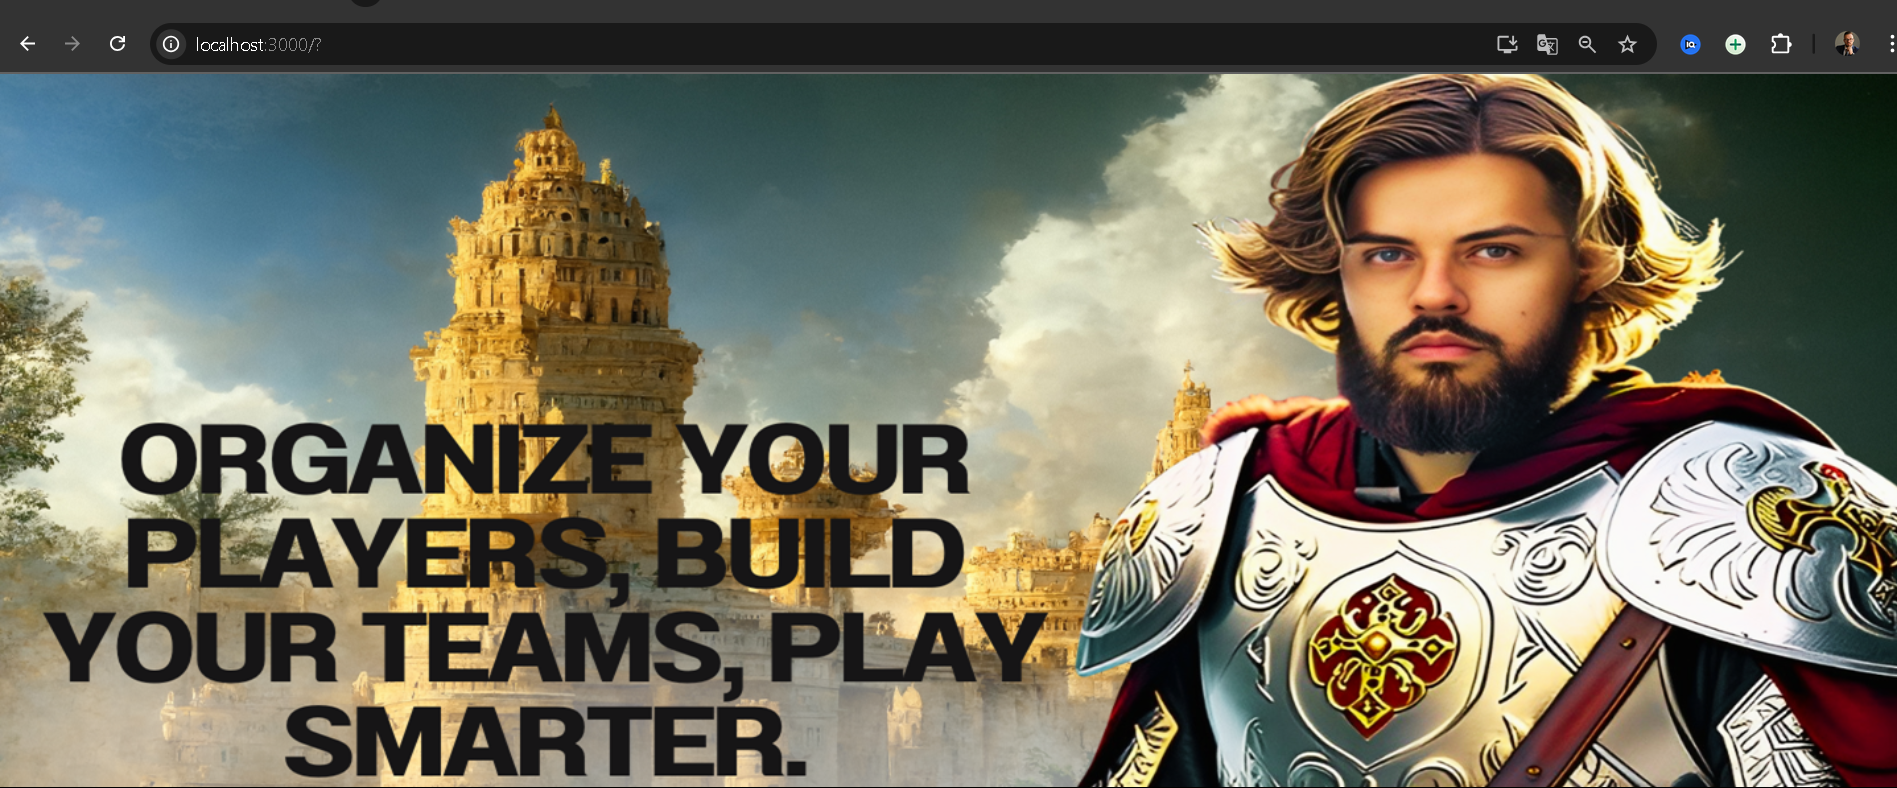 localhost:3000/?
ORGANIZE YOUR
PLAYERS, BUILD
YOUR TEAMS, PLAY
SMARTER.